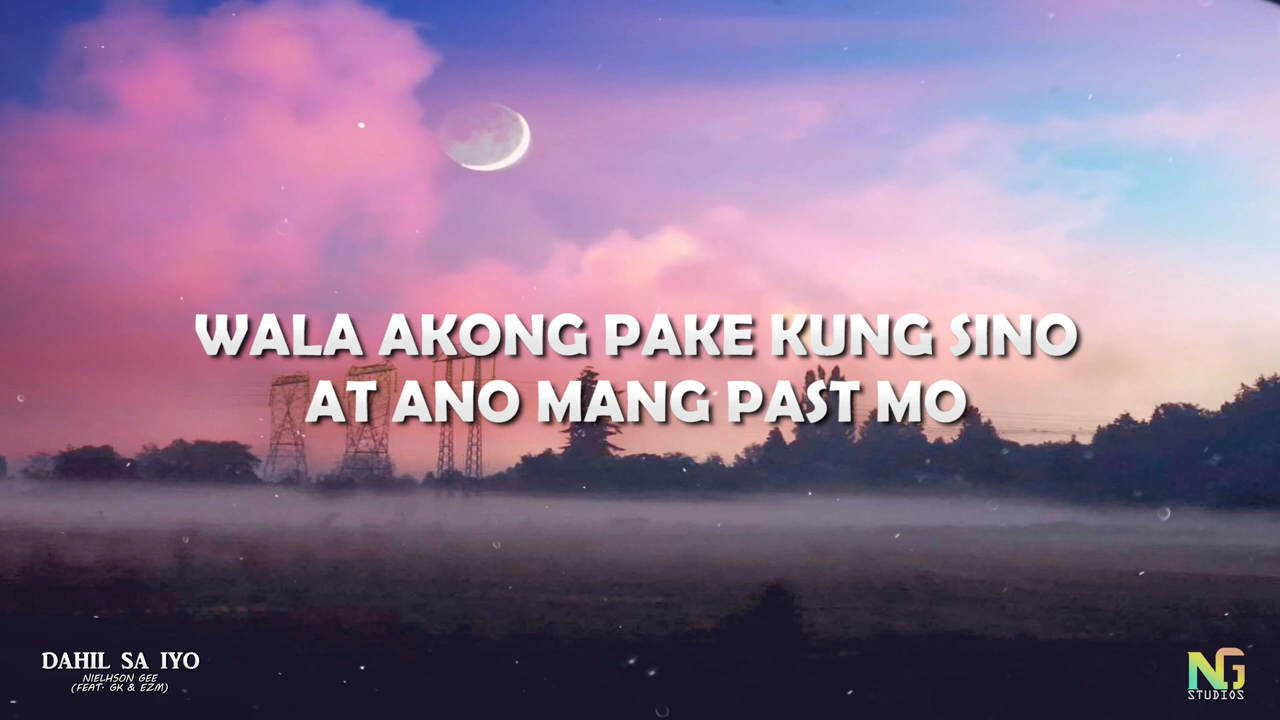 WALA AKONG PAKE KUNG SINO
AT ANO MANG PAST MO
DAHIL SA IYO
NIELHSON GEE
(FEAT. GK & EZM)
NG
STUDIOS